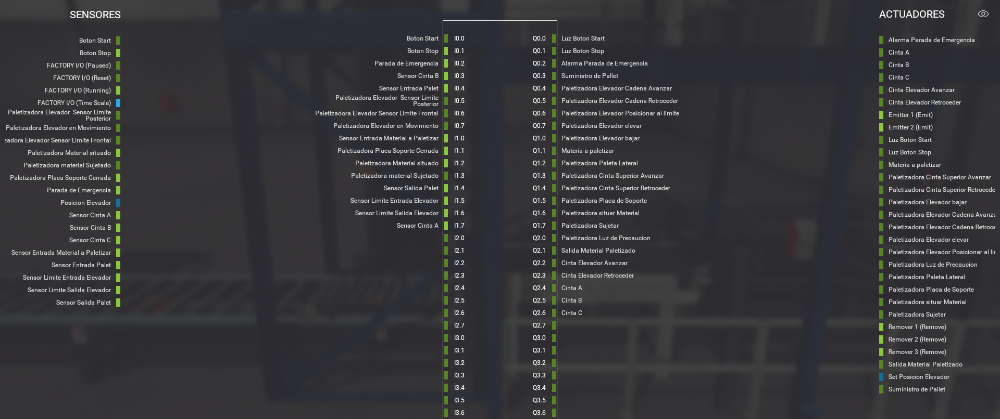 SENSORES
Boton Start
Boton Stop
FACTORY I/O (Paused)
FACTORY I/O (Reset)
FACTORY I/O (Running)
FACTORY I/O (Time Scale)
Paletizadora Elevador  Sensor Limite
Posterior
Paletizadora Elevador en Movimiento
zadora Elevador Sensor Limite Frontal
Paletizadora Material situado
Paletizadora material Sujetado
Paletizadora Placa Soporte Cerrada
Parada de Emergencia
Posicion Elevador
Sensor Cinta A
Sensor Cinta B
Sensor Cinta C
Sensor Entrada Material a Paletizar
Sensor Entrada Palet
Sensor Limite Entrada Elevador
Sensor Limite Salida Elevador
Sensor Salida Palet
Boton Start I0.0 Q0.0 Luz Boton Start
Boton Stop I0.1 Q0.1 Luz Boton Stop
Parada de Emergencia I0.2 Q0.2 Alarma Parada de Emergencia
Sensor Cinta B I0.3 Q0.3 Suministro de Pallet
Sensor Entrada Palet I0.4 Q0.4 Paletizadora Elevador Cadena Avanzar
Paletizadora Elevador  Sensor Limite
Posterior I0.5 Q0.5 Paletizadora Elevador Cadena Retroceder
Paletizadora Elevador Sensor Limite Frontal I0.6 Q0.6 Paletizadora Elevador Posicionar al limite
Paletizadora Elevador en Movimiento I0.7 Q0.7 Paletizadora Elevador elevar
Sensor Entrada Material a Paletizar I1.0 Q1.0 Paletizadora Elevador bajar
Paletizadora Placa Soporte Cerrada I1.1 Q1.1 Materia a paletizar
Paletizadora Material situado I1.2 Q1.2 Paletizadora Paleta Lateral
Paletizadora material Sujetado I1.3 Q1.3 Paletizadora Cinta Superior Avanzar
Sensor Salida Palet I1.4 Q1.4 Paletizadora Cinta Superior Retroceder
Sensor Limite Entrada Elevador I1.5 Q1.5 Paletizadora Placa de Soporte
Sensor Limite Salida Elevador I1.6 Q1.6 Paletizadora situar Material
Sensor Cinta A I1.7 Q1.7 Paletizadora Sujetar
I2.0 Q2.0 Paletizadora Luz de Precaucion
I2.1 Q2.1 Salida Material Paletizado
I2.2 Q2.2 Cinta Elevador Avanzar
I2.3 Q2.3 Cinta Elevador Retroceder
I2.4 Q2.4 Cinta A
I2.5 Q2.5 Cinta B
I2.6 Q2.6 Cinta C
I2.7 Q2.7
I3.0 Q3.0
I3.1 Q3.1
I3.2 Q3.2
I3.3 Q3.3
I3.4 Q3.4
I3.5 Q3.5
I3.6 Q3.6
ACTUADORES
Alarma Parada de Emergencia
Cinta A
Cinta B
Cinta C
Cinta Elevador Avanzar
Cinta Elevador Retroceder
Emitter 1 (Emit)
Emitter 2 (Emit)
Luz Boton Start
Luz Boton Stop
Materia a paletizar
Paletizadora Cinta Superior Avanzar
Paletizadora Cinta Superior Retrocede
Paletizadora Elevador bajar
Paletizadora Elevador Cadena Avanza
Paletizadora Elevador Cadena Retroce
Paletizadora Elevador elevar
Paletizadora Elevador Posicionar al lir
Paletizadora Luz de Precaucion
Paletizadora Paleta Lateral
Paletizadora Placa de Soporte
Paletizadora situar Material
Paletizadora Sujetar
Remover 1 (Remove)
Remover 2 (Remove)
Remover 3 (Remove)
Salida Material Paletizado
Set Posicion Elevador
Suministro de Pallet